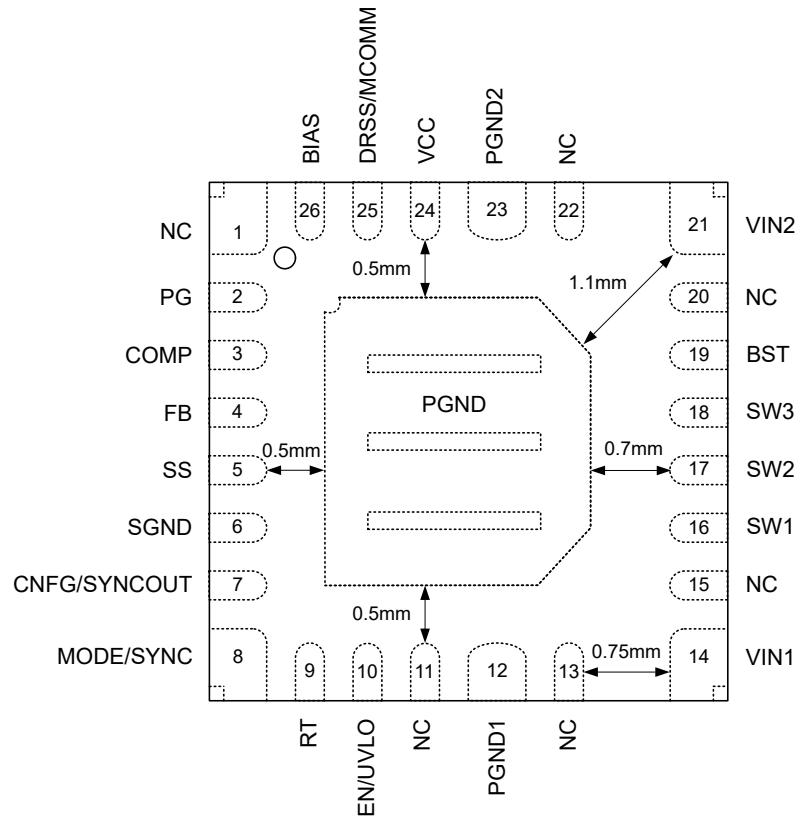 BIAS
DRSS/MCOMM
VCC
PGND2
NC
26
25
24
23
22
NC
1
21
VIN2
0.5mm
1.1mm
PG
2
20
NC
COMP
3
19
BST
PGND
FB
4
18
SW3
0.5mm
0.7mm
SS
5
17
SW2
SGND
6
16
SW1
CNFG/SYNCOUT
7
15
NC
0.5mm
0.75mm
MODE/SYNC
8
14
VIN1
9
10
11
12
13
RT
EN/UVLO
NC
PGND1
NC